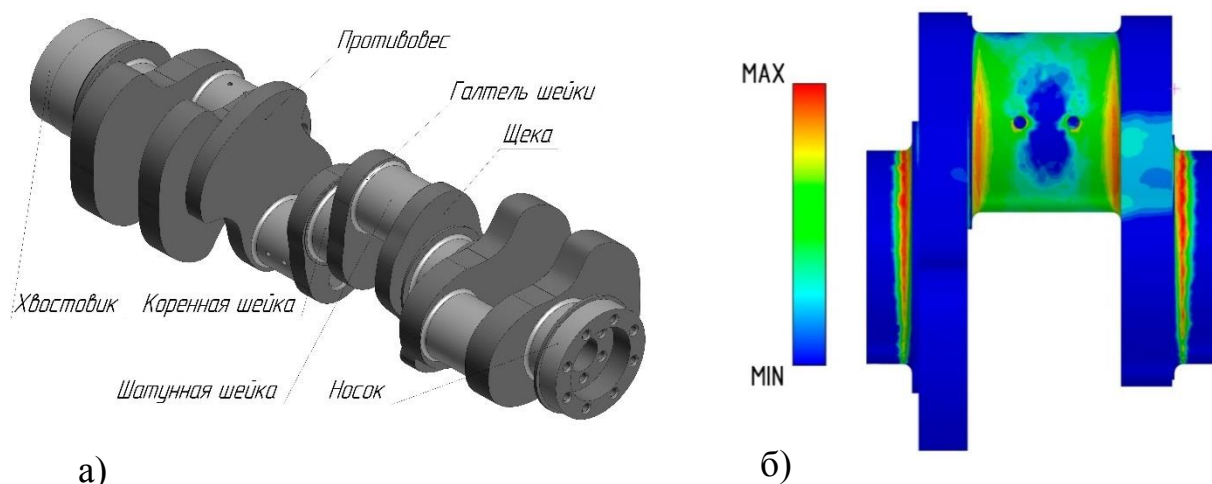 Противовес
Галтель шейки
Щека
Хвостовик
Коренная шейка
Шатунная шейка
Носок
а)
MAX
MIN
б)